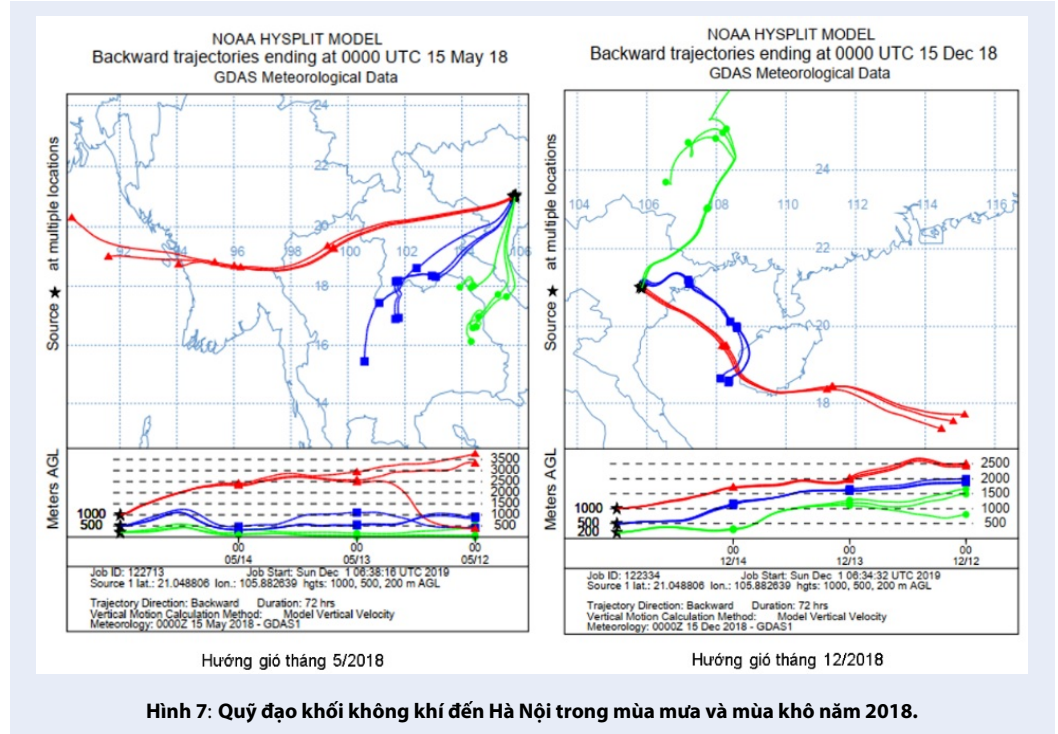 NOAA HYSPLIT MODEL
Backward trajectories ending at 0000 UTC 15 May 18
GDAS Meteorological Data
Source ★ at multiple locations
24
22
20
18
16
14
92
94
96
98
100
102
106
Meters AGL
1000
500
3500
3000
2500
2000
1500
1000
500
00 00 00
05/14 05/13 05/12
Job ID: 122713 Job Start: Sun Dec 1 06:38:16 UTC 2019
Source 1 lat.: 21.048806 lon.: 105.882639 hgts: 1000, 500, 200 m AGL
Trajectory Direction: Backward Duration: 72 hrs
Vertical Motion Calculation Method: Model Vertical Velocity
Meteorology: 0000Z 15 May 2018 - GDAS1
Hướng gió tháng 5/2018
NOAA HYSPLIT MODEL
Backward trajectories ending at 0000 UTC 15 Dec 18
GDAS Meteorological Data
Source ★ at multiple locations
24
104 106 108 110 112 114 116
22
20
18
Meters AGL
1000
500
200
2500
2000
1500
1000
500
00 00 00
12/14 12/13 12/12
Job ID: 122334 Job Start: Sun Dec 1 06:34:32 UTC 2019
Source 1 lat.: 21.048806 lon.: 105.882639 hgts: 1000, 500, 200 m AGL
Trajectory Direction: Backward Duration: 72 hrs
Vertical Motion Calculation Method: Model Vertical Velocity
Meteorology: 0000Z 15 Dec 2018 - GDAS1
Hướng gió tháng 12/2018
Hình 7: Quỹ đạo khối không khí đến Hà Nội trong mùa mưa và mùa khô năm 2018.